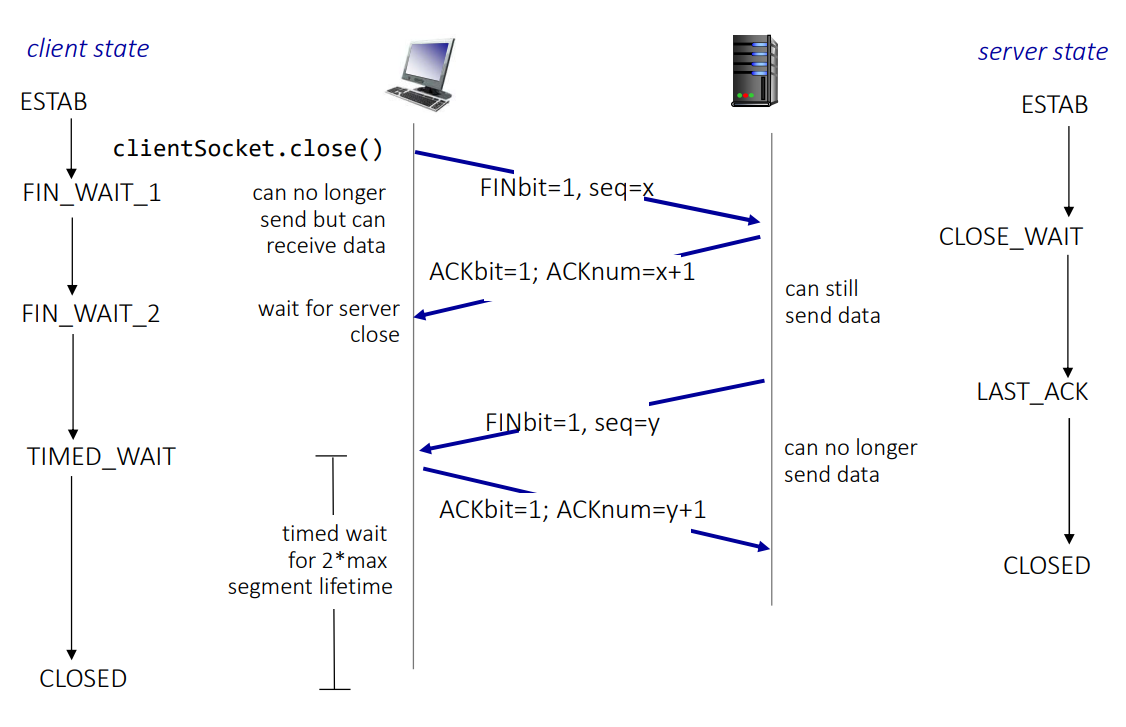 client state
server state
ESTAB
ESTAB
clientSocket.close()
FINbit=1, seq=x
FIN_WAIT_1
can no longer
send but can
receive data
CLOSE_WAIT
ACKbit=1; ACKnum=x+1
can still
send data
FIN_WAIT_2
wait for server
close
LAST_ACK
FINbit=1, seq=y
can no longer
send data
TIMED_WAIT
ACKbit=1; ACKnum=y+1
timed wait
for 2*max
segment lifetime
CLOSED
CLOSED